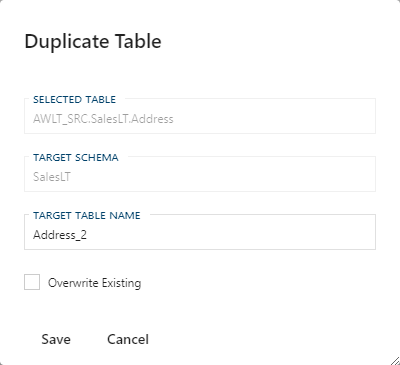 Duplicate Table
SELECTED TABLE
AWLT_SRC.SalesLT.Address
TARGET SCHEMA
SalesLT
TARGET TABLE NAME
Address_2
Overwrite Existing
Save Cancel